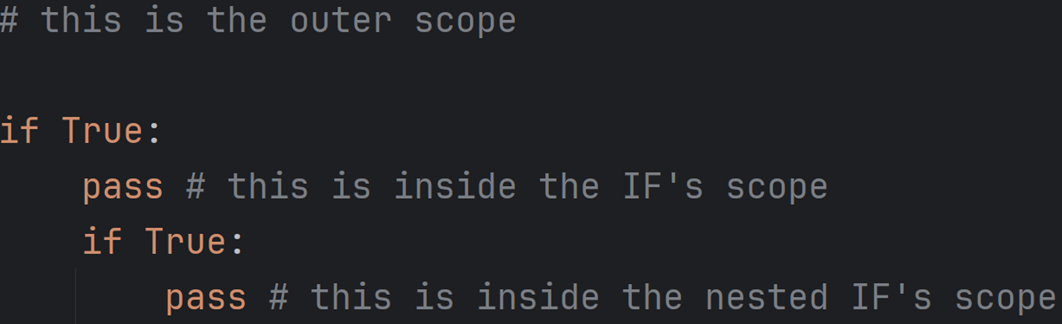 # this is the outer scope
if True:
pass # this is inside the IF's scope
if True:
pass # this is inside the nested IF's scope